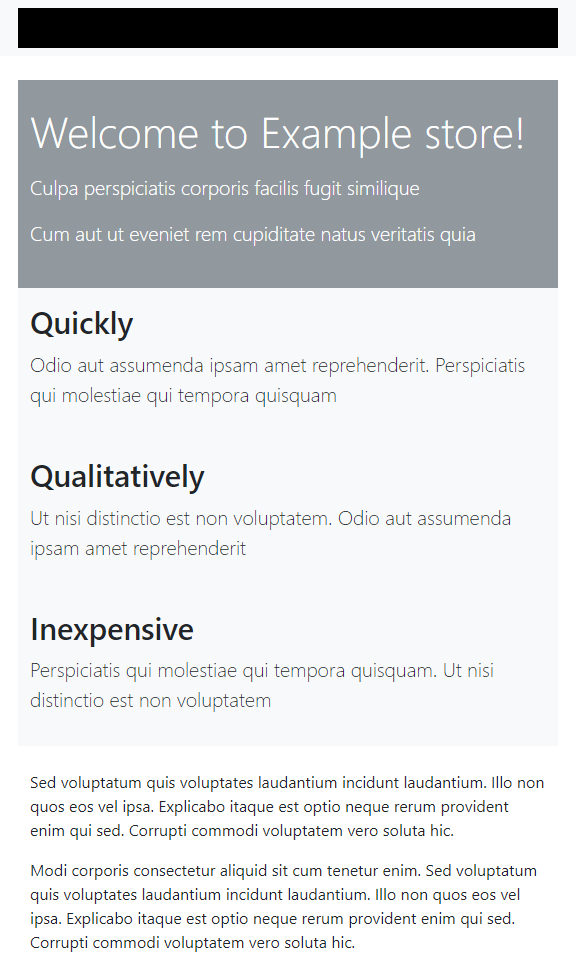 Welcome to Example store!
Culpa perspiciatis corporis facilis fugit similique
Cum aut ut eveniet rem cupiditate natus veritatis quia
Quickly
Odio aut assumenda ipsam amet reprehenderit. Perspiciatis
qui molestiae qui tempora quisquam
Qualitatively
Ut nisi distinctio est non voluptatem. Odio aut assumenda
ipsam amet reprehenderit
Inexpensive
Perspiciatis qui molestiae qui tempora quisquam. Ut nisi
distinctio est non voluptatem
Sed voluptatum quis voluptates laudantium incidunt laudantium. Illo non
quos eos vel ipsa. Explicabo itaque est optio neque rerum provident
enim qui sed. Corrupti commodi voluptatem vero soluta hic.
Modi corporis consectetur aliquid sit cum tenetur enim. Sed voluptatum
quis voluptates laudantium incidunt laudantium. Illo non quos eos vel
ipsa. Explicabo itaque est optio neque rerum provident enim qui sed.
Corrupti commodi voluptatem vero soluta hic.